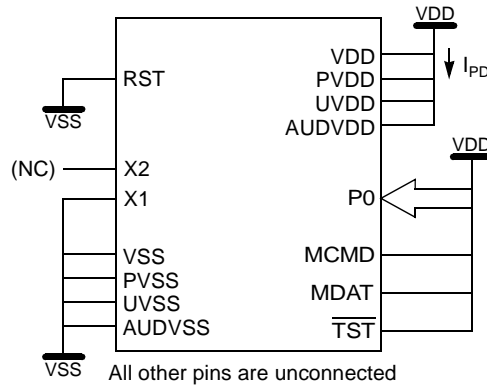 VDD
VDD
PVDD
UVDD
AUDVDD
I PD
RST
VSS
VDD
(NC)
X2
X1
P0
VSS
PVSS
UVSS
AUDVSS
MCMD
MDAT
TST
VSS
All other pins are unconnected